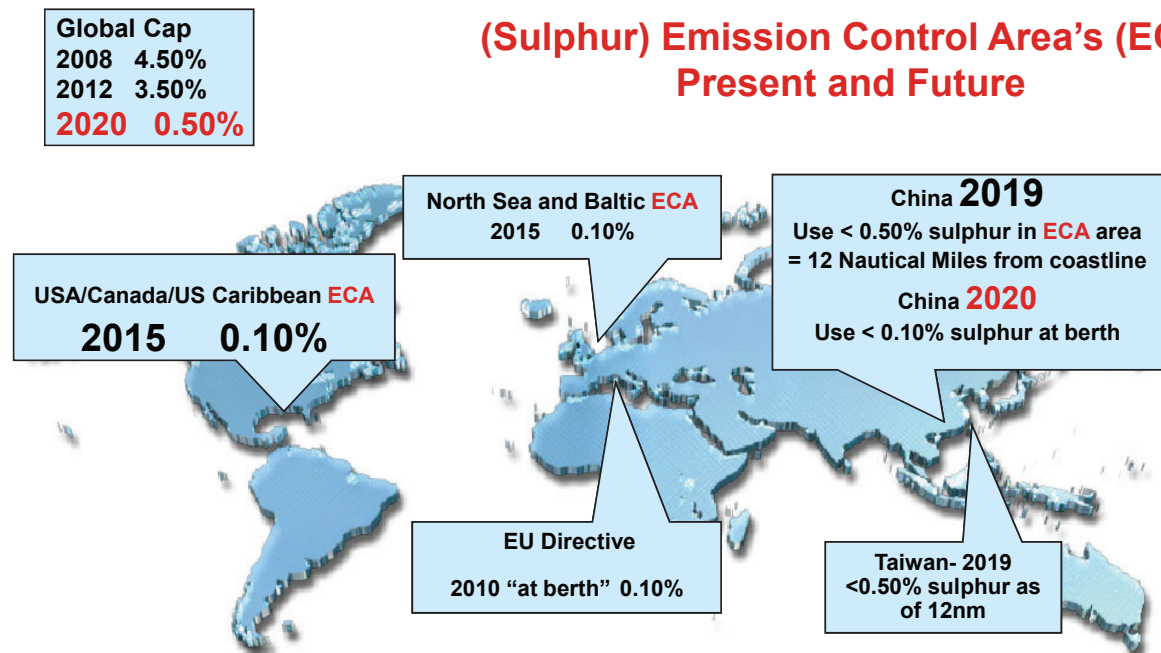 Global Cap
2008 4.50%
2012 3.50%
2020 0.50%
(Sulphur) Emission Control Area's (EC
Present and Future
North Sea and Baltic ECA
2015 0.10%
China 2019
Use < 0.50% sulphur in ECA area
= 12 Nautical Miles from coastline
China 2020
Use < 0.10% sulphur at berth
USA/Canada/US Caribbean ECA
2015 0.10%
EU Directive
2010 “at berth” 0.10%
Taiwan- 2019
<0.50% sulphur as
of 12nm